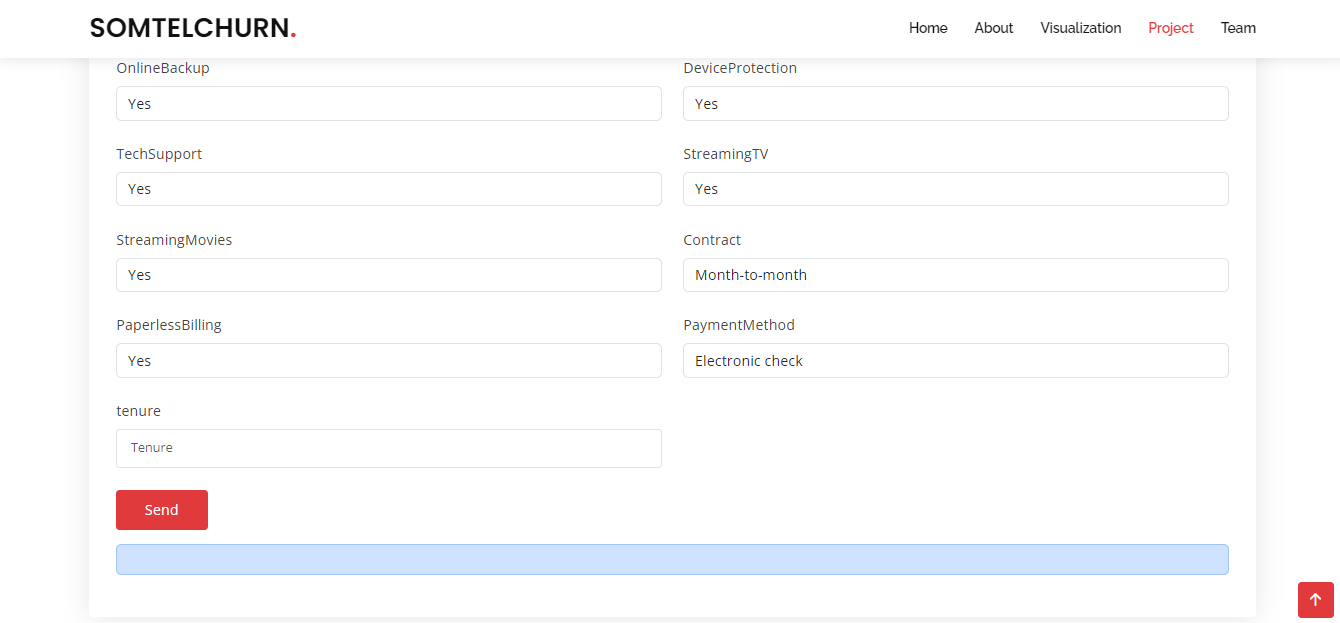 SOMTELCHURN.
Home About Visualization Project Team
OnlineBackup DeviceProtection
Yes Yes
TechSupport StreamingTV
Yes Yes
StreamingMovies Contract
Yes Month-to-month
PaperlessBilling PaymentMethod
Yes Electronic check
tenure
Tenure
Send